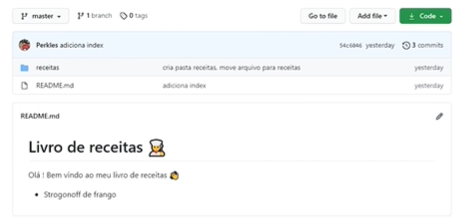 master
1 branch
0 tags
Go to file
Add file
Code
Perkles adiciona index
54c6046 yesterday
3 commits
receitas
cria pasta receitas, move arquivo para receitas
yesterday
README.md
adiciona index
yesterday
README.md
Livro de receitas 👨‍🍳
Olá ! Bem vindo ao meu livro de receitas
Strogonoff de frango